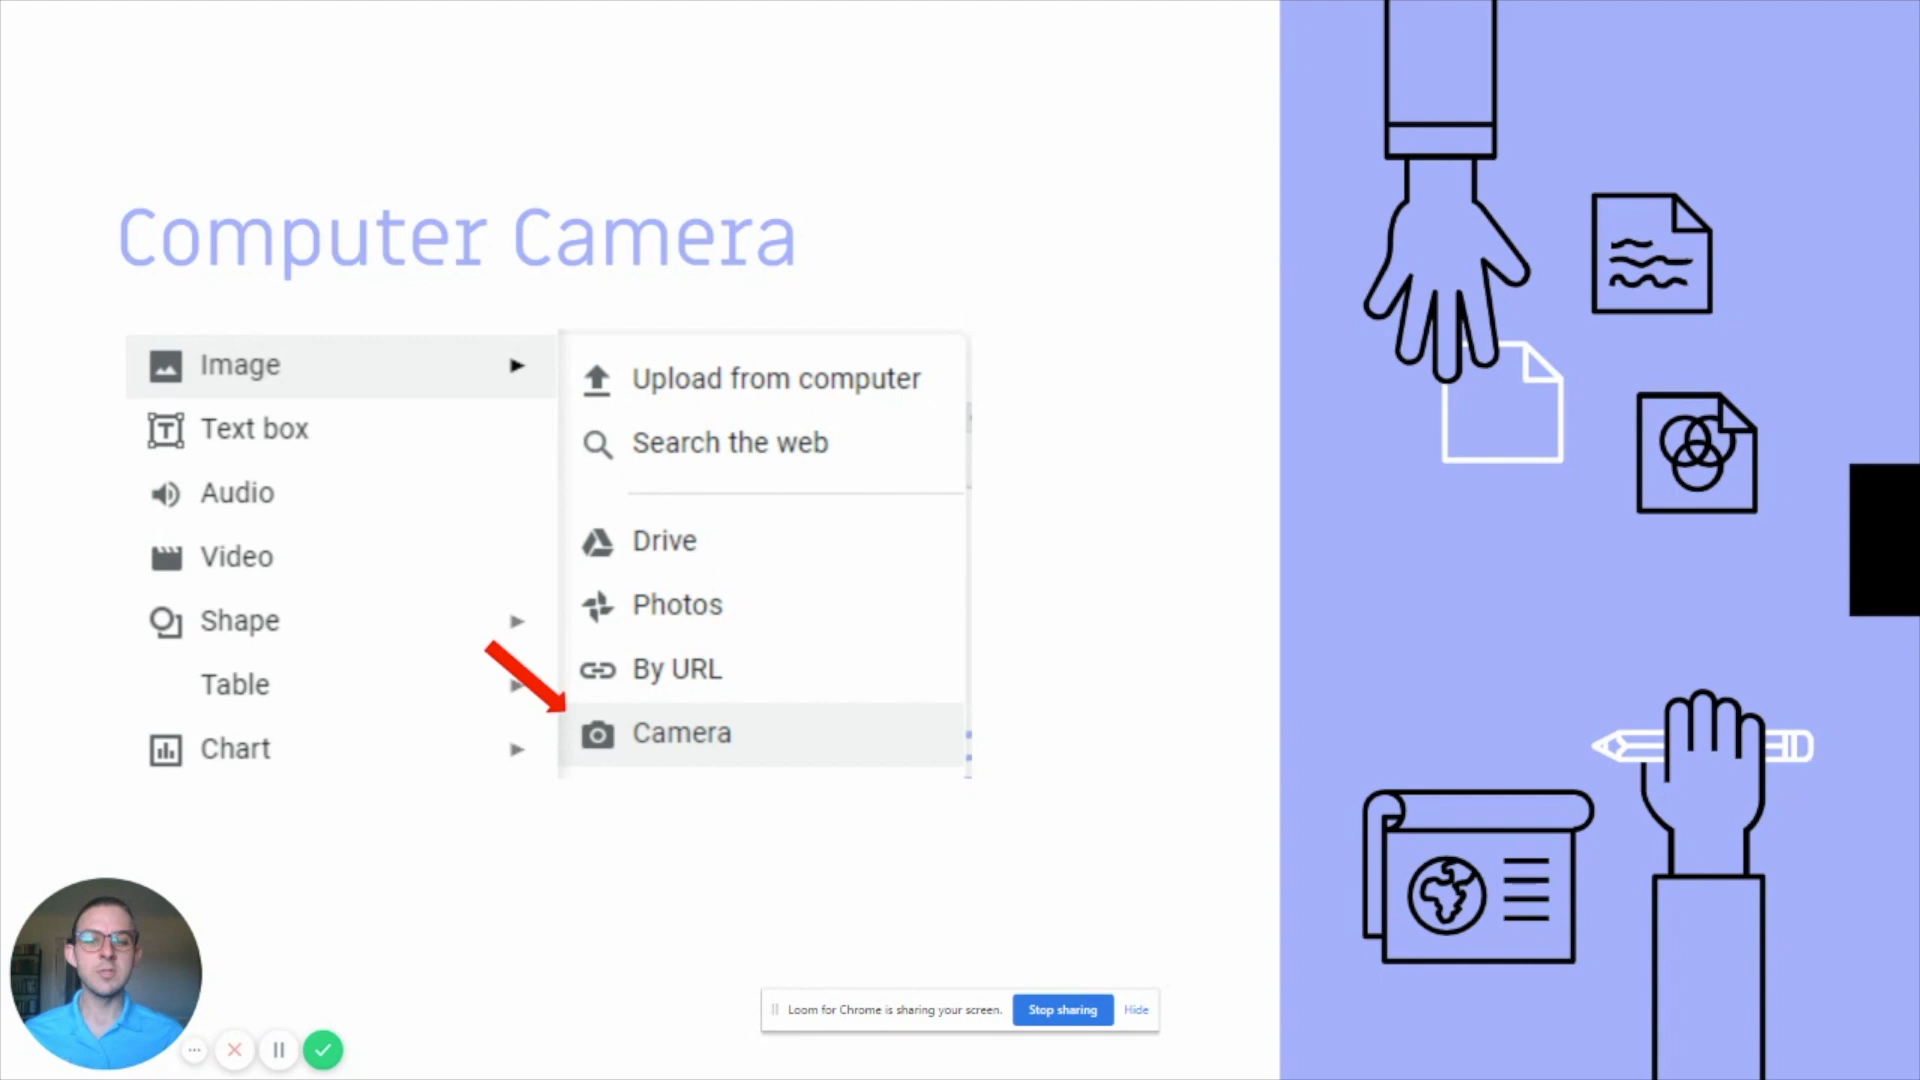 Computer Camera
Image
Text box
Audio
Video
Shape
Table
Chart
Upload from computer
Search the web
Drive
Photos
By URL
Camera
Loom for Chrome is sharing your screen. Stop sharing Hide